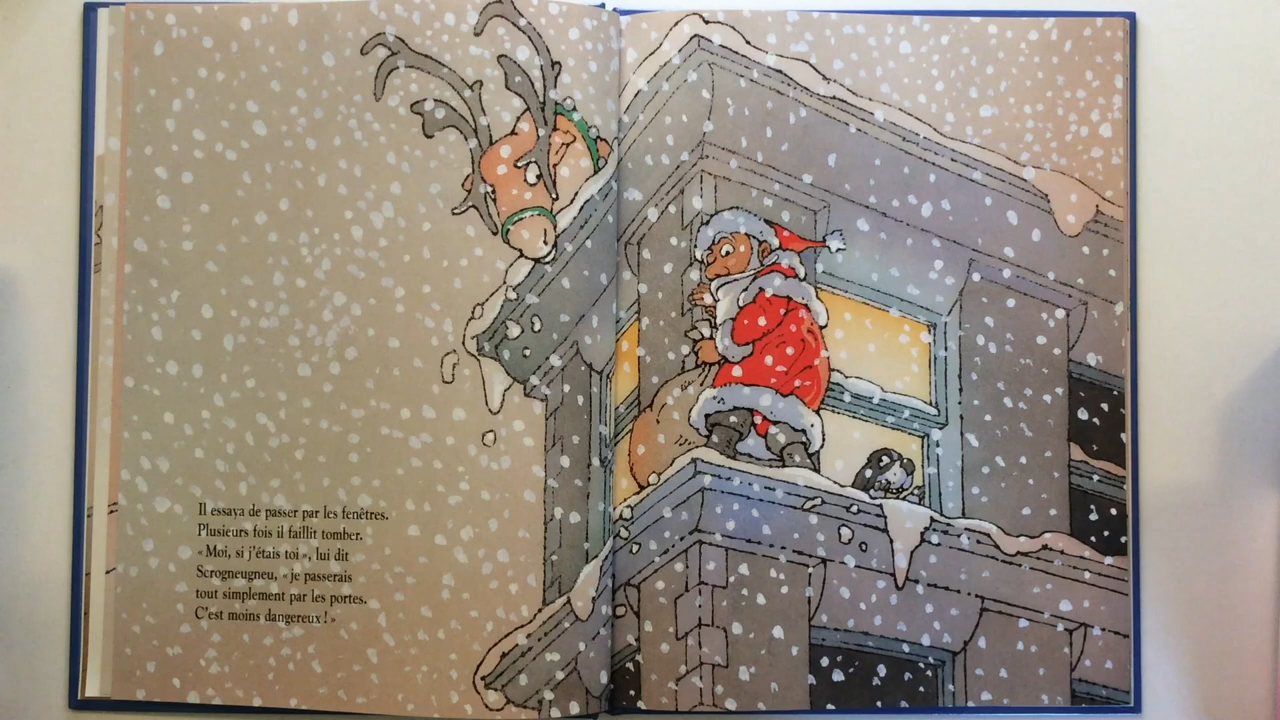 Il essaya de passer par les fenêtres.
Plusieurs fois il faillit tomber.
« Moi, si j'étais toi », lui dit
Scrogneugneu, « je passerais
tout simplement par les portes.
C'est moins dangereux ! »